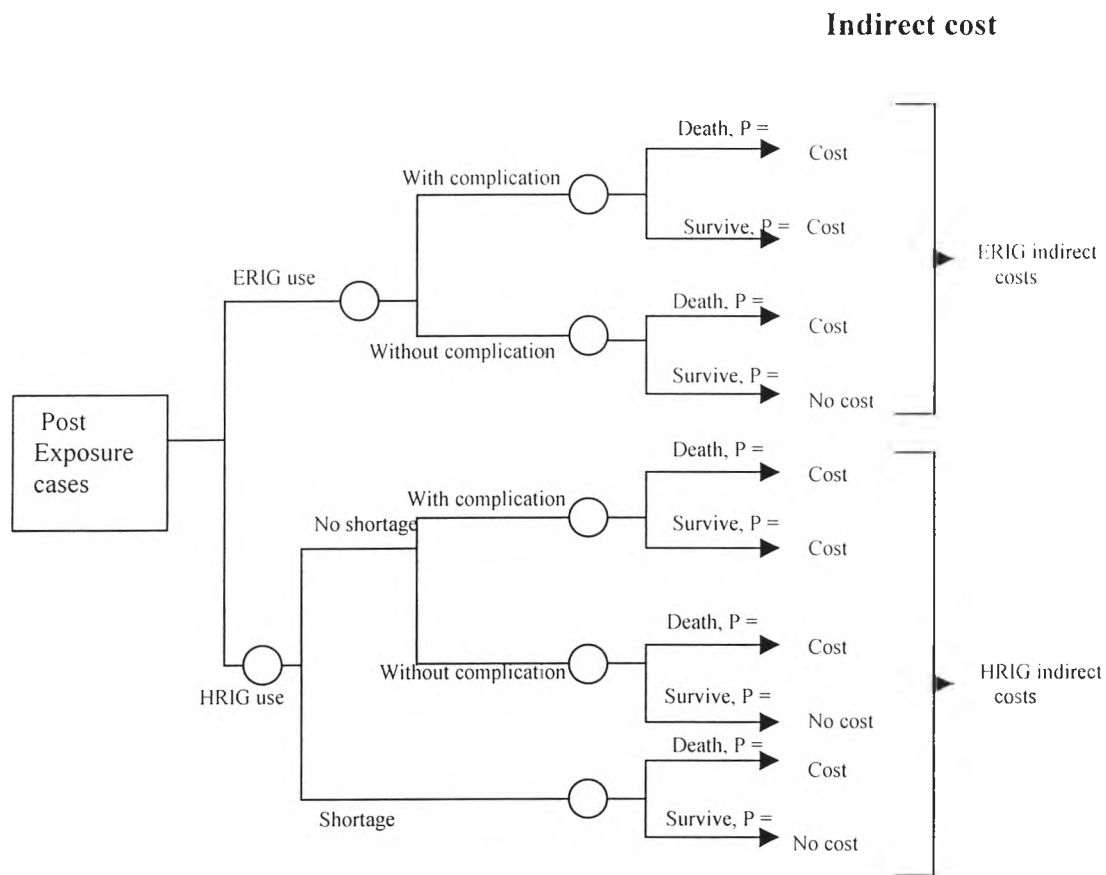 Indirect cost
Death, P =
Cost
With complication
Survive, P =
Cost
ERIG use
ERIG indirect
costs
Death, P =
Cost
Without complication
Survive, P =
No cost
Post
Exposure
cases
Death, P =
Cost
With complication
No shortage
Survive, P =
Cost
Death, P =
Cost
Without complication
HRIG indirect
costs
HRIG use
Survive, P =
No cost
Death, P =
Cost
Shortage
Survive, P =
No cost